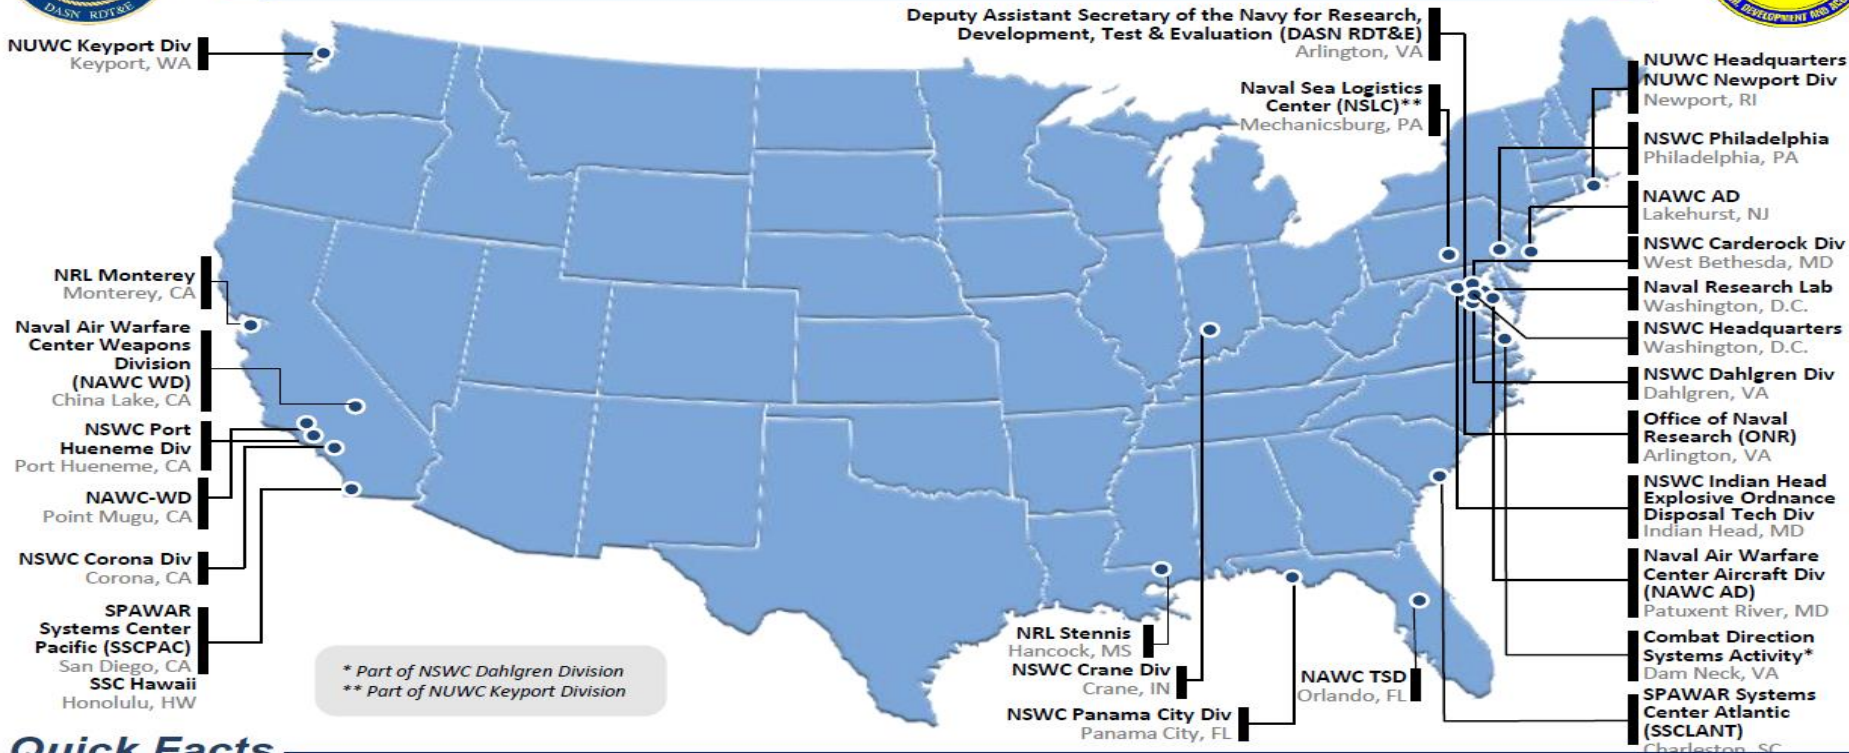 DASN RDT&E
NUWC Keyport Div
Keyport, WA
NRL Monterey
Monterey, CA
Naval Air Warfare
Center Weapons
Division
(NAWC WD)
China Lake, CA
NSWC Port
Hueneme Div
Port Hueneme, CA
NAWC-WD
Point Mugu, CA
NSWC Corona Div
Corona, CA
SPAWAR
Systems Center
Pacific (SSCPAC)
San Diego, CA
SSC Hawaii
Honolulu, HW
* Part of NSWC Dahlgren Division
** Part of NUWC Keyport Division
Deputy Assistant Secretary of the Navy for Research,
Development, Test & Evaluation (DASN RDT&E)
Arlington, VA
Naval Sea Logistics
Center (NSLC)**
Mechanicsburg, PA
NRL Stennis
Hancock, MS
NSWC Crane Div
Crane, IN
NSWC Panama City Div
Panama City, FL
NAWC TSD
Orlando, FL
DEVELOPMENT AND
NUWC Headquarters
NUWC Newport Div
Newport, RI
NSWC Philadelphia
Philadelphia, PA
NAWC AD
Lakehurst, NJ
NSWC Carderock Div
West Bethesda, MD
Naval Research Lab
Washington, D.C.
NSWC Headquarters
Washington, D.C.
NSWC Dahlgren Div
Dahlgren, VA
Office of Naval
Research (ONR)
Arlington, VA
NSWC Indian Head
Explosive Ordnance
Disposal Tech Div
Indian Head, MD
Naval Air Warfare
Center Aircraft Div
(NAWC AD)
Patuxent River, MD
Combat Direction
Systems Activity*
Dam Neck, VA
SPAWAR Systems
Center Atlantic
(SSCLANT)
Charleston, SC
Quick Facts